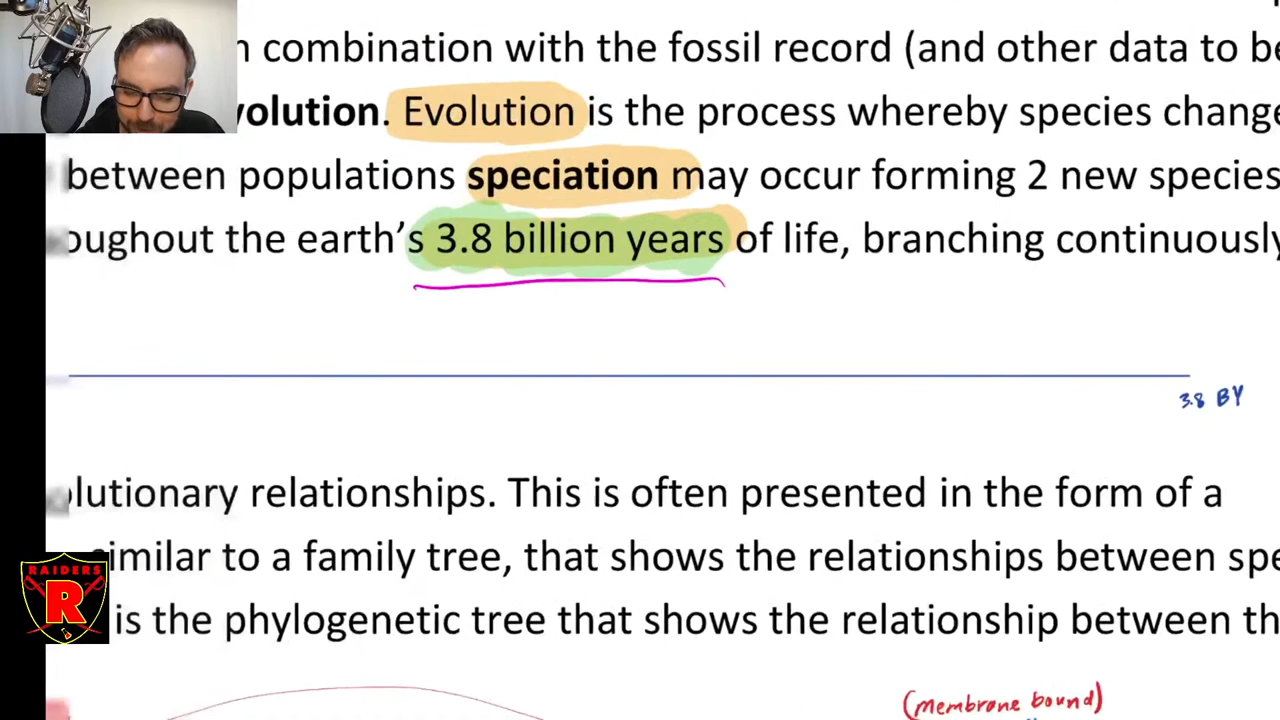 combination with the fossil record (and other data to be
volution. Evolution is the process whereby species change
between populations speciation may occur forming 2 new species
oughout the earth's 3.8 billion years of life, branching continuously
3.8 BY
lutionary relationships. This is often presented in the form of a
similar to a family tree, that shows the relationships between spe
RAIDERS
R
is the phylogenetic tree that shows the relationship between th
(membrane bound)